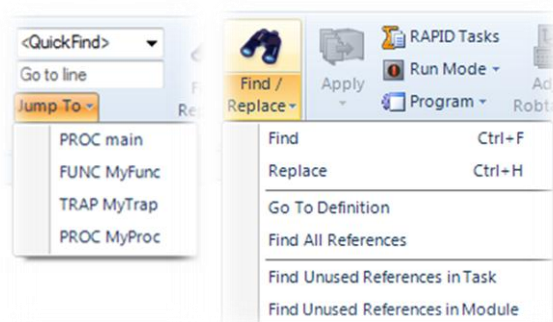 <QuickFind>
Go to line
Jump To
PROC main
FUNC MyFunc
TRAP MyTrap
PROC MyProc
Find /
Replace
Apply
RAPID Tasks
Run Mode
Program
Find Ctrl+F
Replace Ctrl+H
Go To Definition
Find All References
Find Unused References in Task
Find Unused References in Module